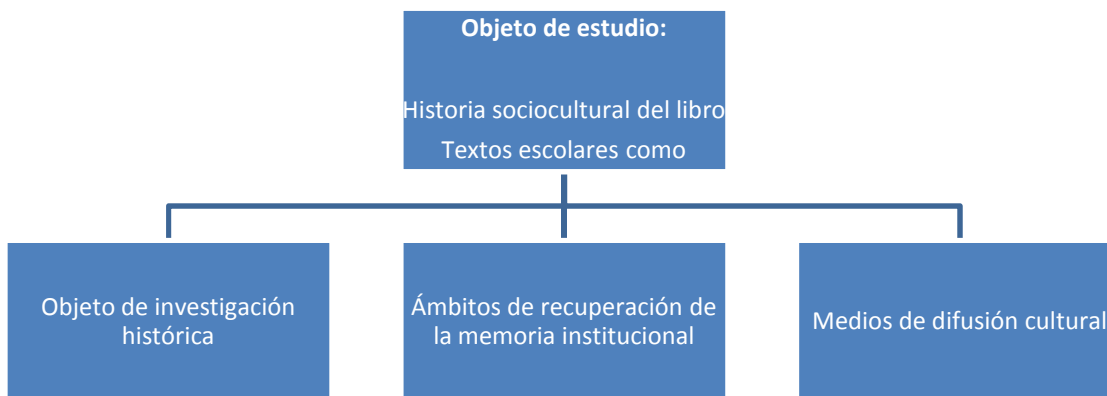 Objeto de estudio:
Historia sociocultural del libro
Textos escolares como
Objeto de investigación
histórica
Ámbitos de recuperación de
la memoria institucional
Medios de difusión cultural